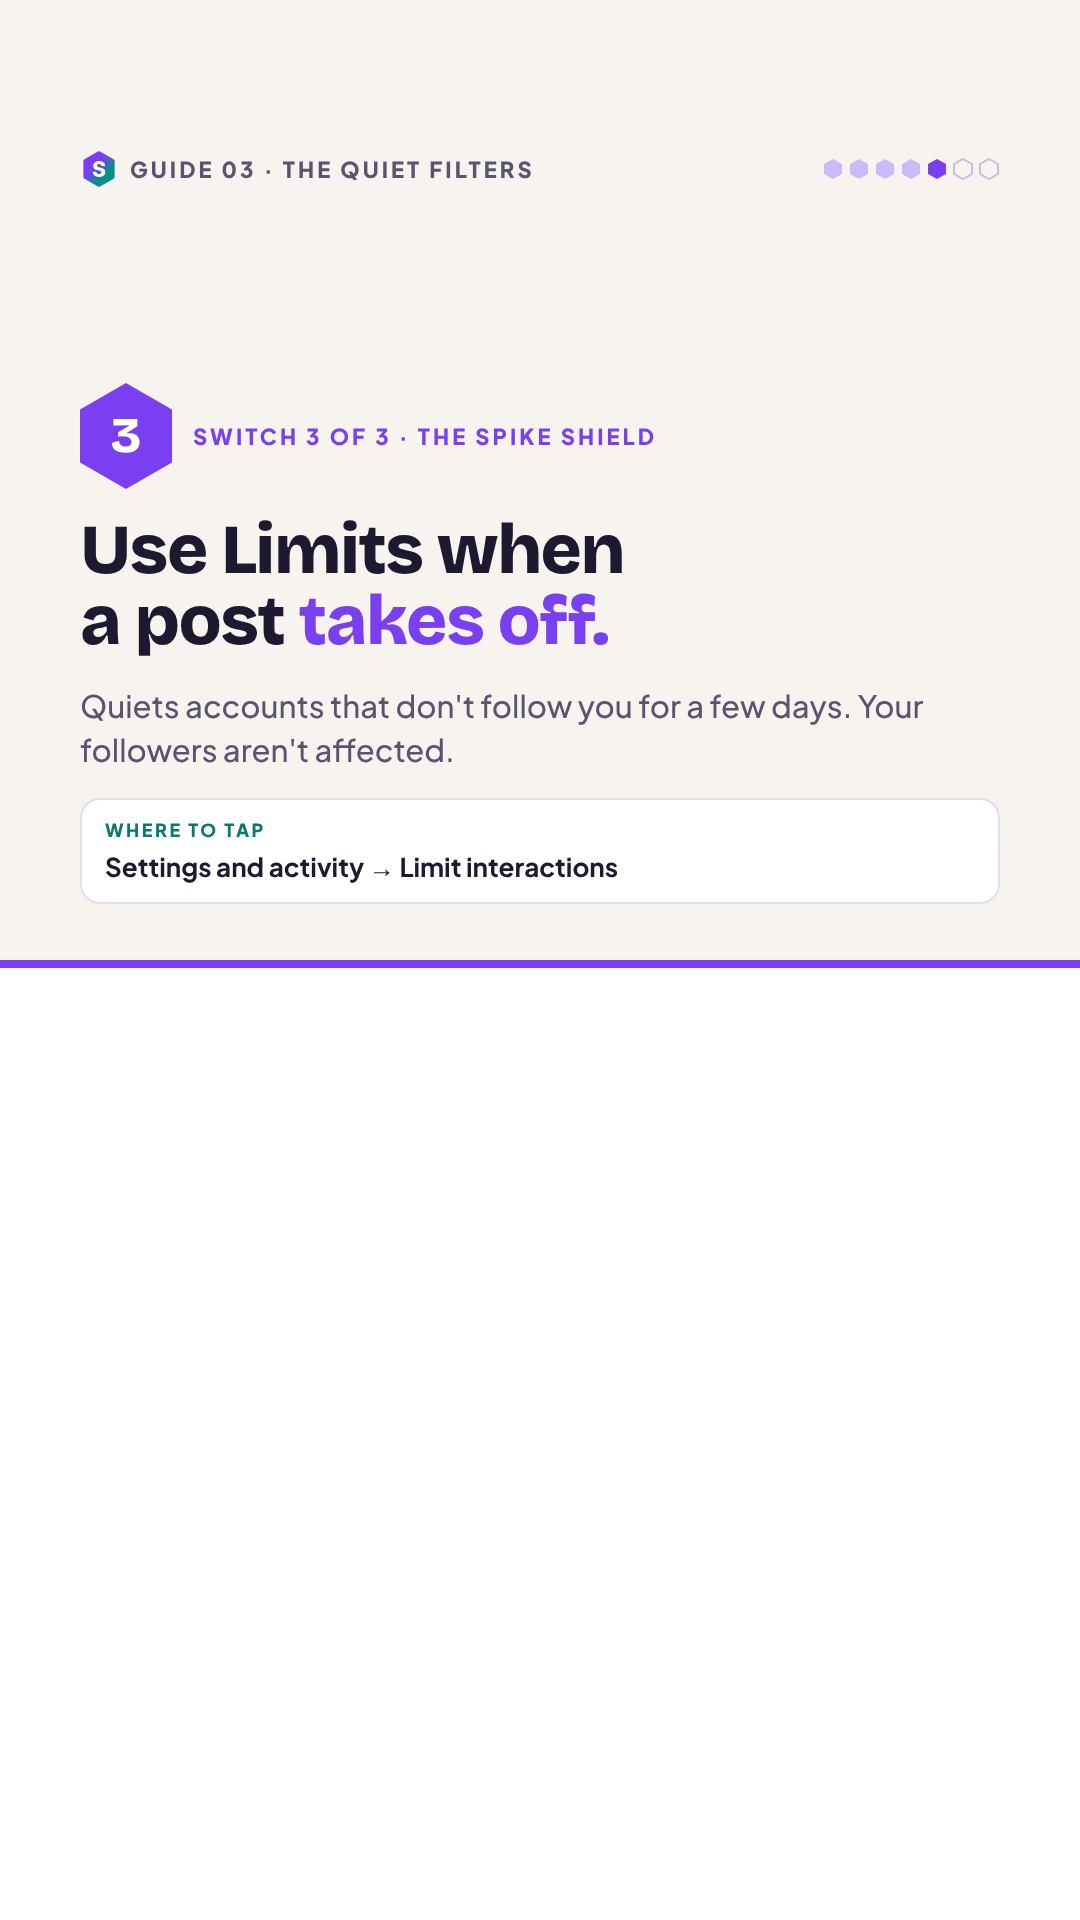 S GUIDE 03 · THE QUIET FILTERS
3 SWITCH 3 OF 3 · THE SPIKE SHIELD
Use Limits when
a post takes off.
Quiets accounts that don't follow you for a few days. Your
followers aren't affected.
WHERE TO TAP
Settings and activity → Limit interactions